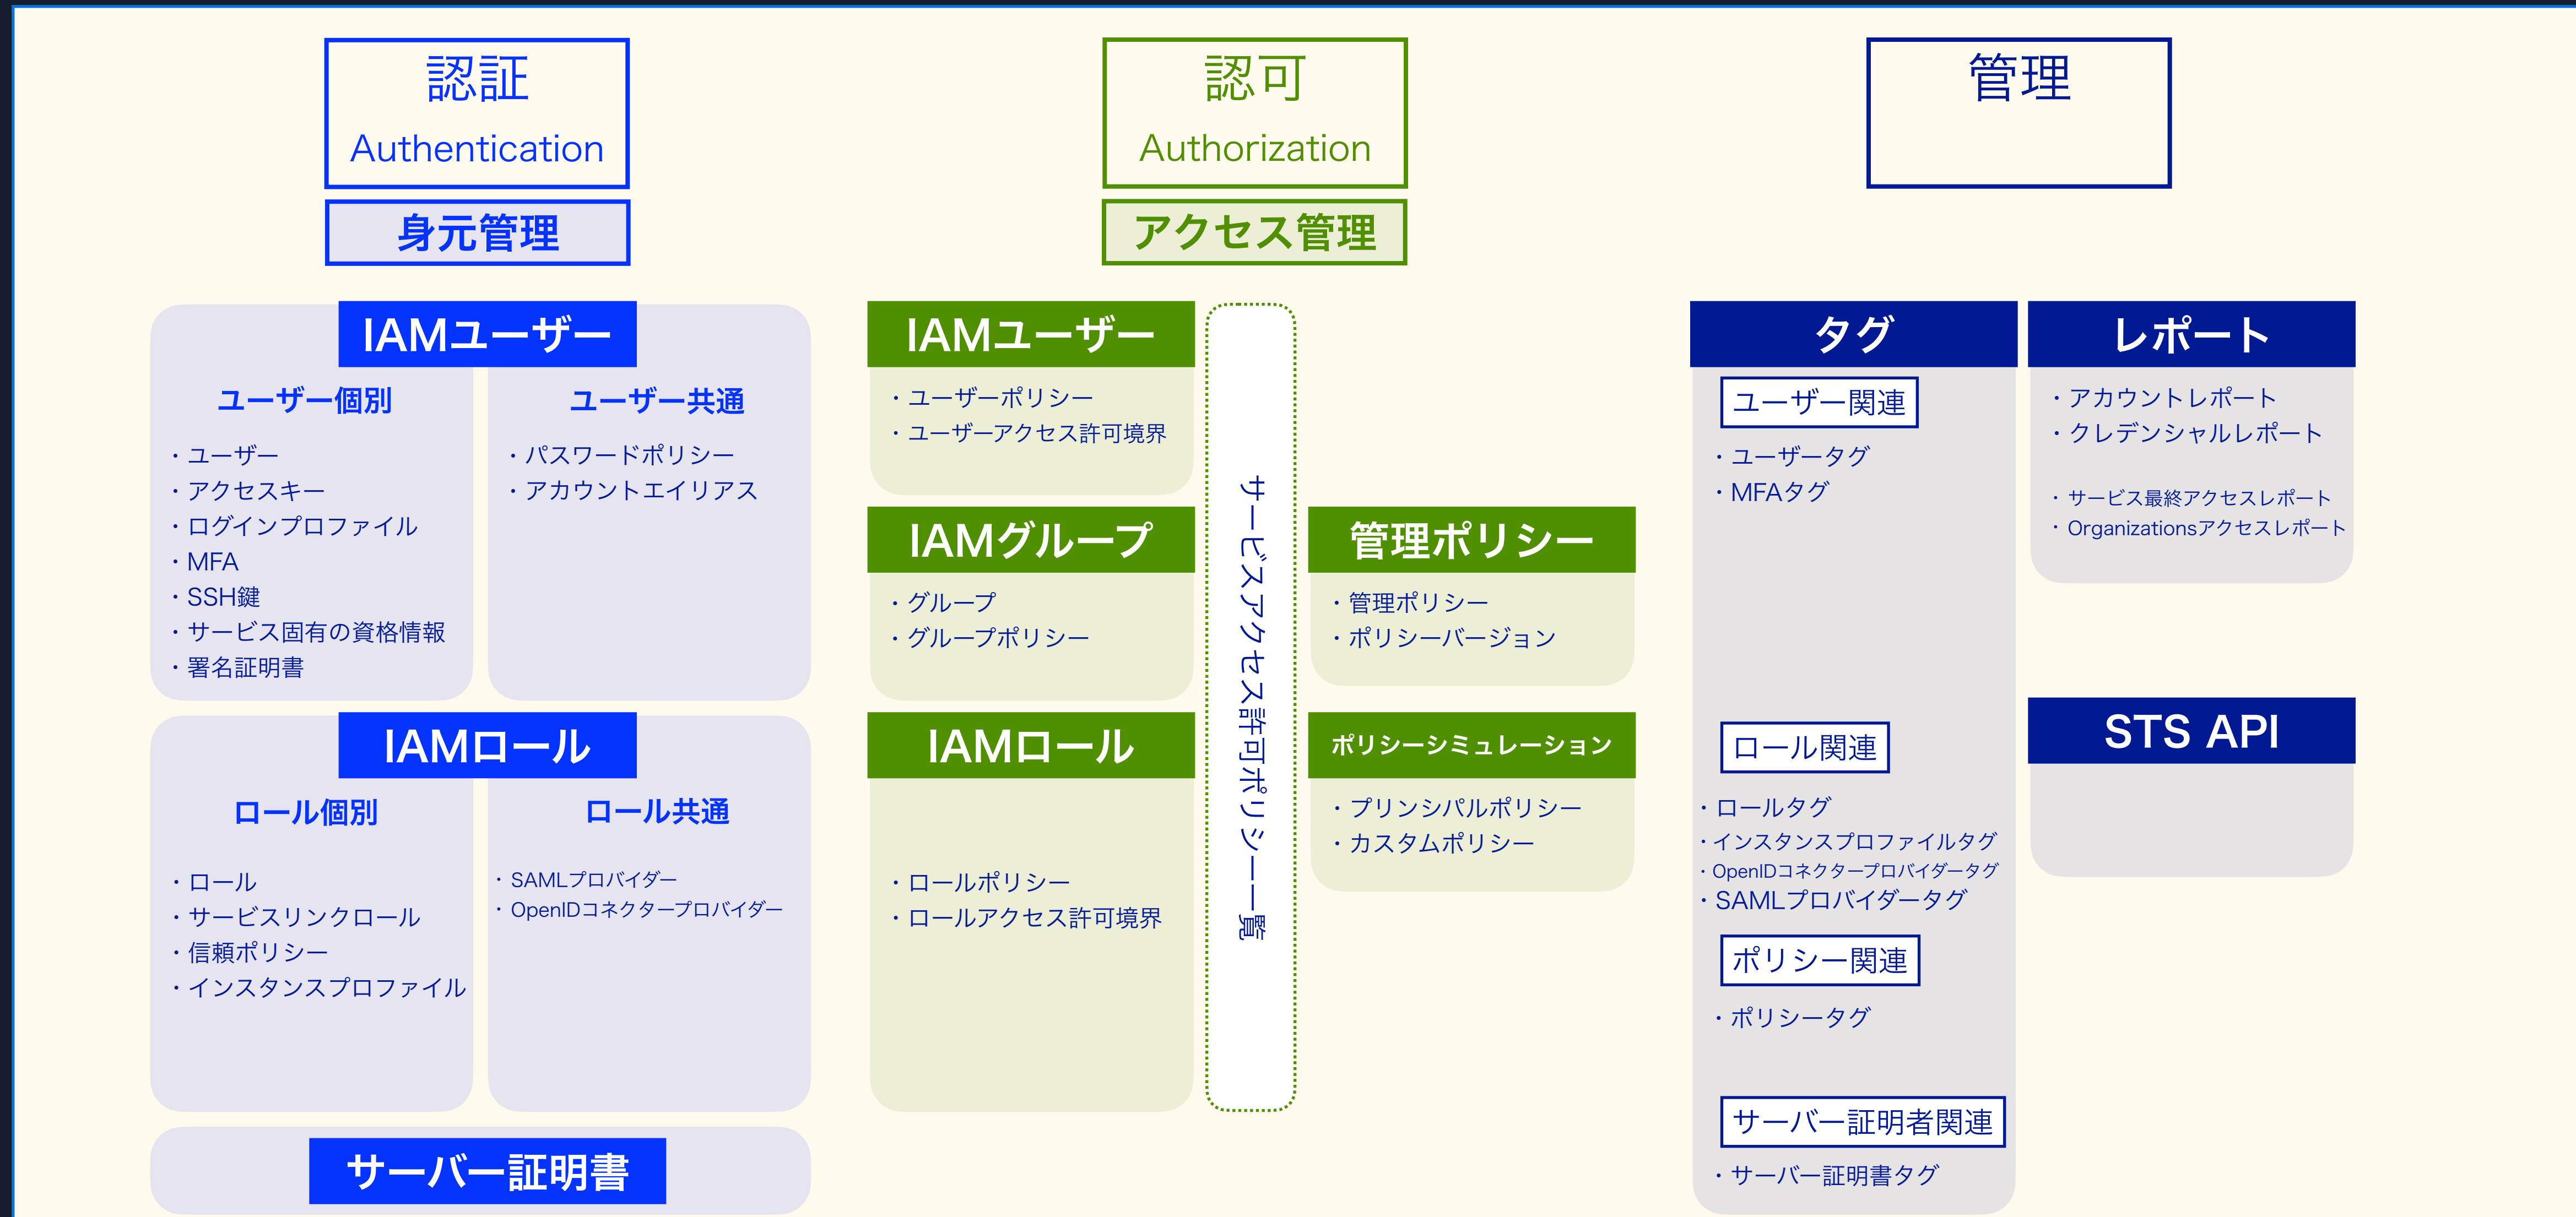 認証
Authentication
身元管理
IAMユーザー
ユーザー個別
・ユーザー
・アクセスキー
・ログインプロファイル
・MFA
・SSH鍵
・サービス固有の資格情報
・署名証明書
ユーザー共通
・パスワードポリシー
・アカウントエイリアス
IAMロール
ロール個別
・ロール
・サービスリンクロール
・信頼ポリシー
・インスタンスプロファイル
ロール共通
・SAMLプロバイダー
・OpenIDコネクタープロバイダー
サーバー証明書
認可
Authorization
アクセス管理
IAMユーザー
・ユーザーポリシー
・ユーザーアクセス許可境界
IAMグループ
・グループ
・グループポリシー
IAMロール
・ロールポリシー
・ロールアクセス許可境界
サービスアクセス許可ポリシー一覧
管理ポリシー
・管理ポリシー
・ポリシーバージョン
ポリシーシミュレーション
・プリンシパルポリシー
・カスタムポリシー
管理
タグ
ユーザー関連
・ユーザータグ
・MFAタグ
ロール関連
・ロールタグ
・インスタンスプロファイルタグ
・OpenIDコネクタープロバイダータグ
・SAMLプロバイダータグ
ポリシー関連
・ポリシータグ
サーバー証明者関連
・サーバー証明書タグ
レポート
・アカウントレポート
・クレデンシャルレポート
・サービス最終アクセスレポート
・Organizationsアクセスレポート
STS API